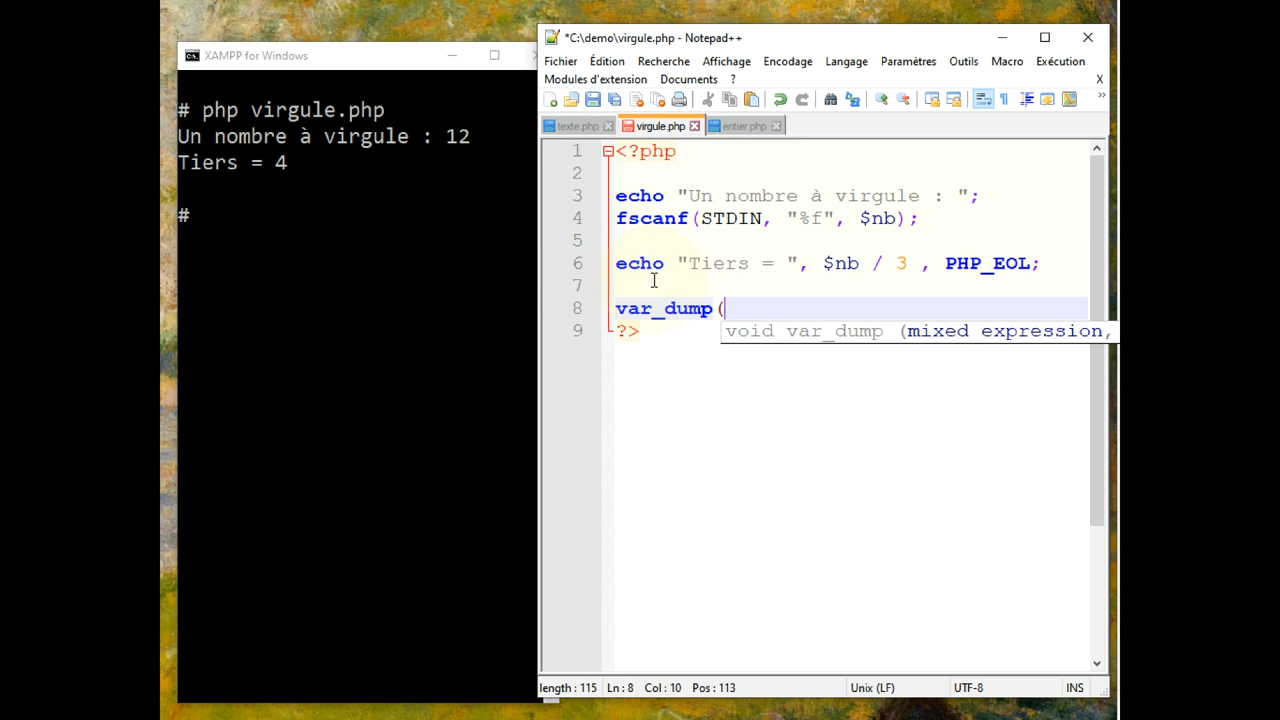 XAMPP for Windows
# php virgule.php
Un nombre à virgule : 12
Tiers = 4
#
*C:\demo\virgule.php - Notepad++
Fichier Édition Recherche Affichage Encodage Langage Paramètres Outils Macro Exécution
Modules d'extension Documents ? X
texte.php virgule.php entier.php
1 <?php
2
3 echo "Un nombre à virgule : ";
4 fscanf(STDIN, "%f", $nb);
5
6 echo "Tiers = ", $nb / 3 , PHP_EOL;
7
8 var_dump(
9 ?>
void var_dump (mixed expression,
length : 115 Ln : 8 Col : 10 Pos : 113 Unix (LF) UTF-8 INS